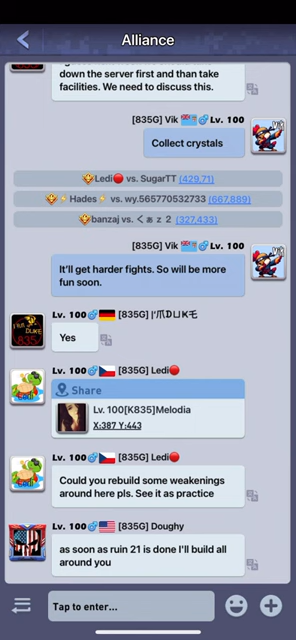 Alliance
down the server first and than take
facilities. We need to discuss this.
[835G] Vik Lv. 100
Collect crystals
Ledi vs. SugarTT (429,71)
Hades vs. wy.565770532733 (667,889)
banzaj vs. くぁz2 (327,433)
[835G] Vik Lv. 100
It'll get harder fights. So will be more
fun soon.
Lv. 100 [835G]
Yes
Lv. 100 [835G] Ledi
Share
Lv. 100[K835]Melodia
X:387 Y:443
Lv. 100 [835G] Ledi
Could you rebuild some weakenings
around here pls. See it as practice
Lv. 100 [835G] Doughy
as soon as ruin 21 is done I'll build all
around you
Tap to enter...